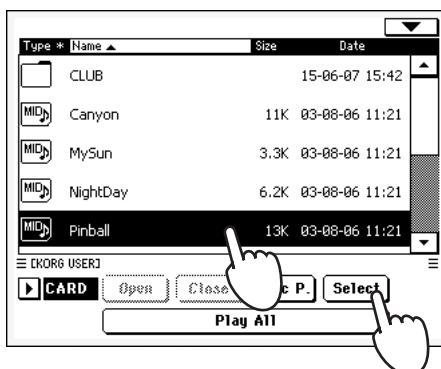 Type * Name ▲ Size Date
CLUB 15-06-07 15:42
MID Canyon 11K 03-08-06 11:21
MID MySun 3.3K 03-08-06 11:21
MID NightDay 6.2K 03-08-06 11:21
MID Pinball 13K 03-08-06 11:21
[KORG USER]
CARD Open Close P. Select
Play All